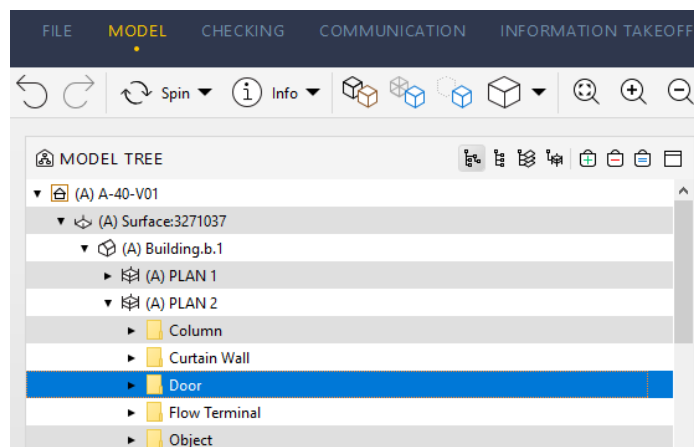 FILE MODEL CHECKING COMMUNICATION INFORMATION TAKEOFF
Spin Info
MODEL TREE
(A) A-40-V01
(A) Surface:3271037
(A) Building.b.1
(A) PLAN 1
(A) PLAN 2
Column
Curtain Wall
Door
Flow Terminal
Object